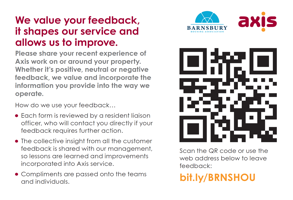 We value your feedback,
it shapes our service and
allows us to improve.
Please share your recent experience of
Axis work on or around your property.
Whether it's positive, neutral or negative
feedback, we value and incorporate the
information you provide into the way we
operate.
How do we use your feedback...
• Each form is reviewed by a resident liaison
officer, who will contact you directly if your
feedback requires further action.
• The collective insight from all the customer
feedback is shared with our management,
so lessons are learned and improvements
incorporated into Axis service.
• Compliments are passed onto the teams
and individuals.
BARNSBURY
axis
Scan the QR code or use the
web address below to leave
feedback:
bit.ly/BRNSHOU